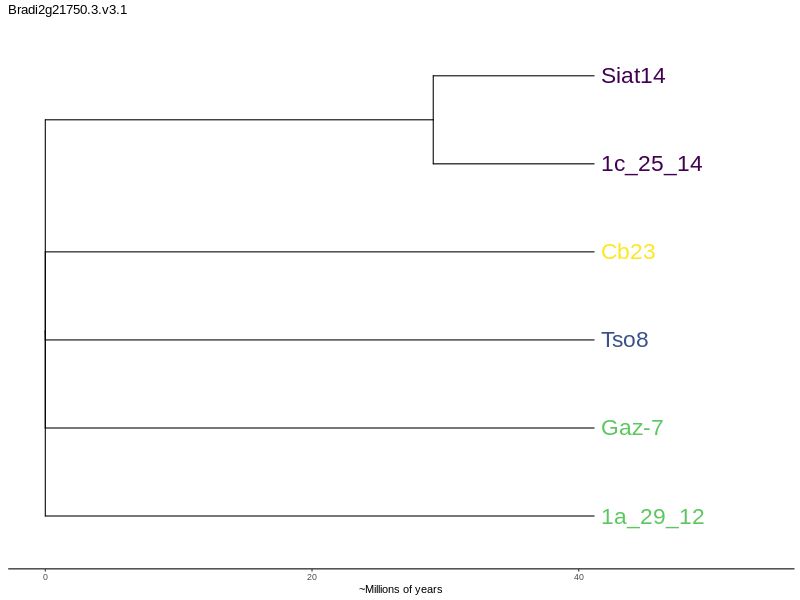 Bradi2g21750.3.v3.1
Siat14
1c_25_14
Cb23
Tso8
Gaz-7
1a_29_12
0 20 40
~Millions of years